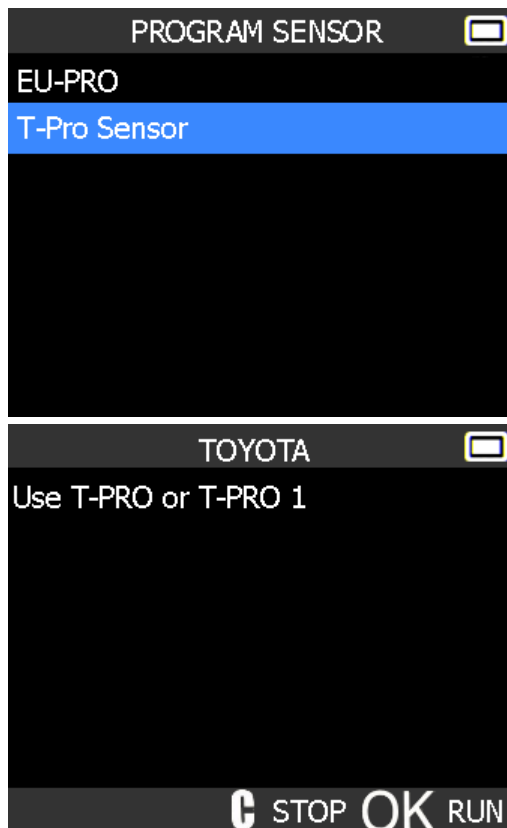 PROGRAM SENSOR
EU-PRO
T-Pro Sensor
TOYOTA
Use T-PRO or T-PRO 1
C STOP OK RUN